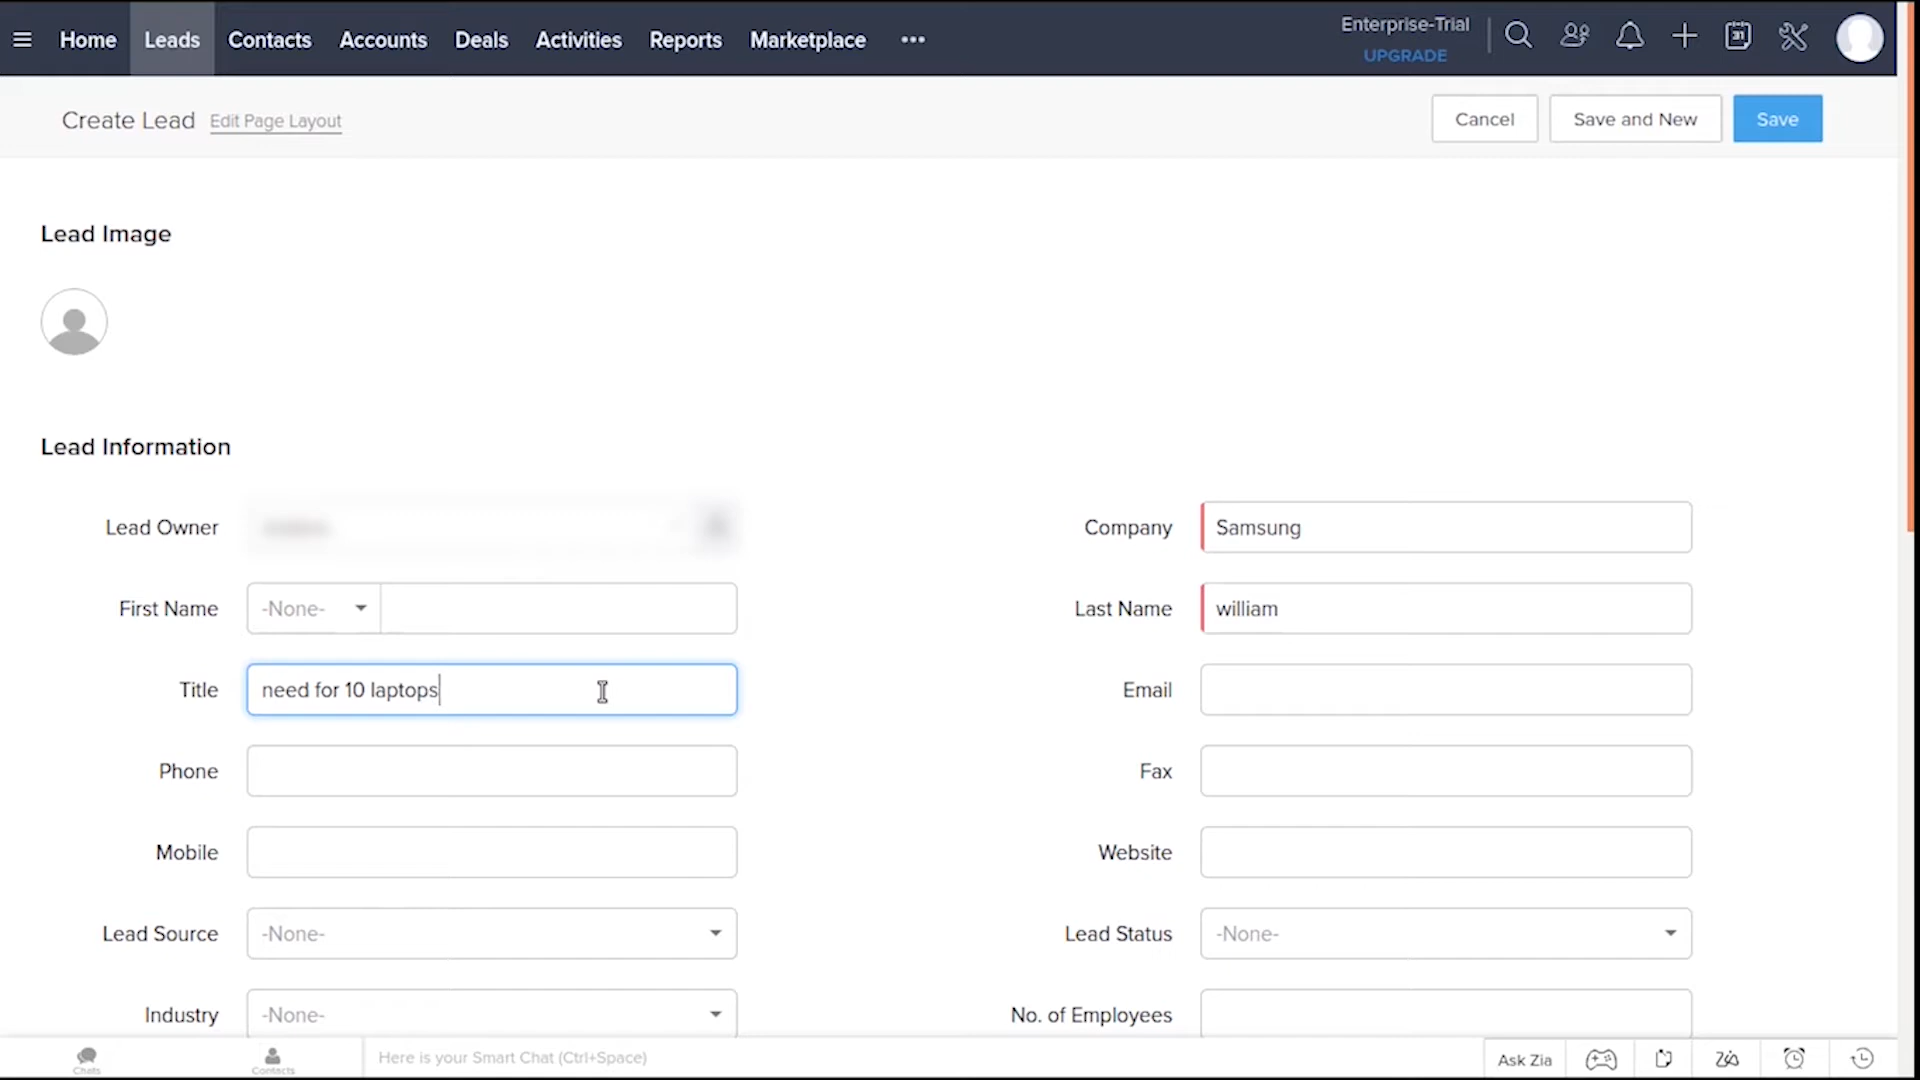 Home Leads Contacts Accounts Deals Activities Reports Marketplace ••• Enterprise-Trial
UPGRADE
31
Create Lead Edit Page Layout Cancel Save and New Save
Lead Image
Lead Information
Lead Owner Company Samsung
First Name -None- Last Name william
Title need for 10 laptops Email
Phone Fax
Mobile Website
Lead Source -None- Lead Status -None-
Industry -None- No. of Employees
Chats Contacts Here is your Smart Chat (Ctrl+Space) Ask Zia